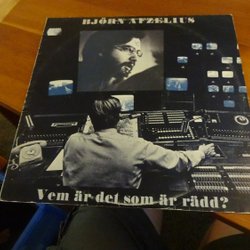 BJÖRN AFZELIUS
Vem är det som är rädd?